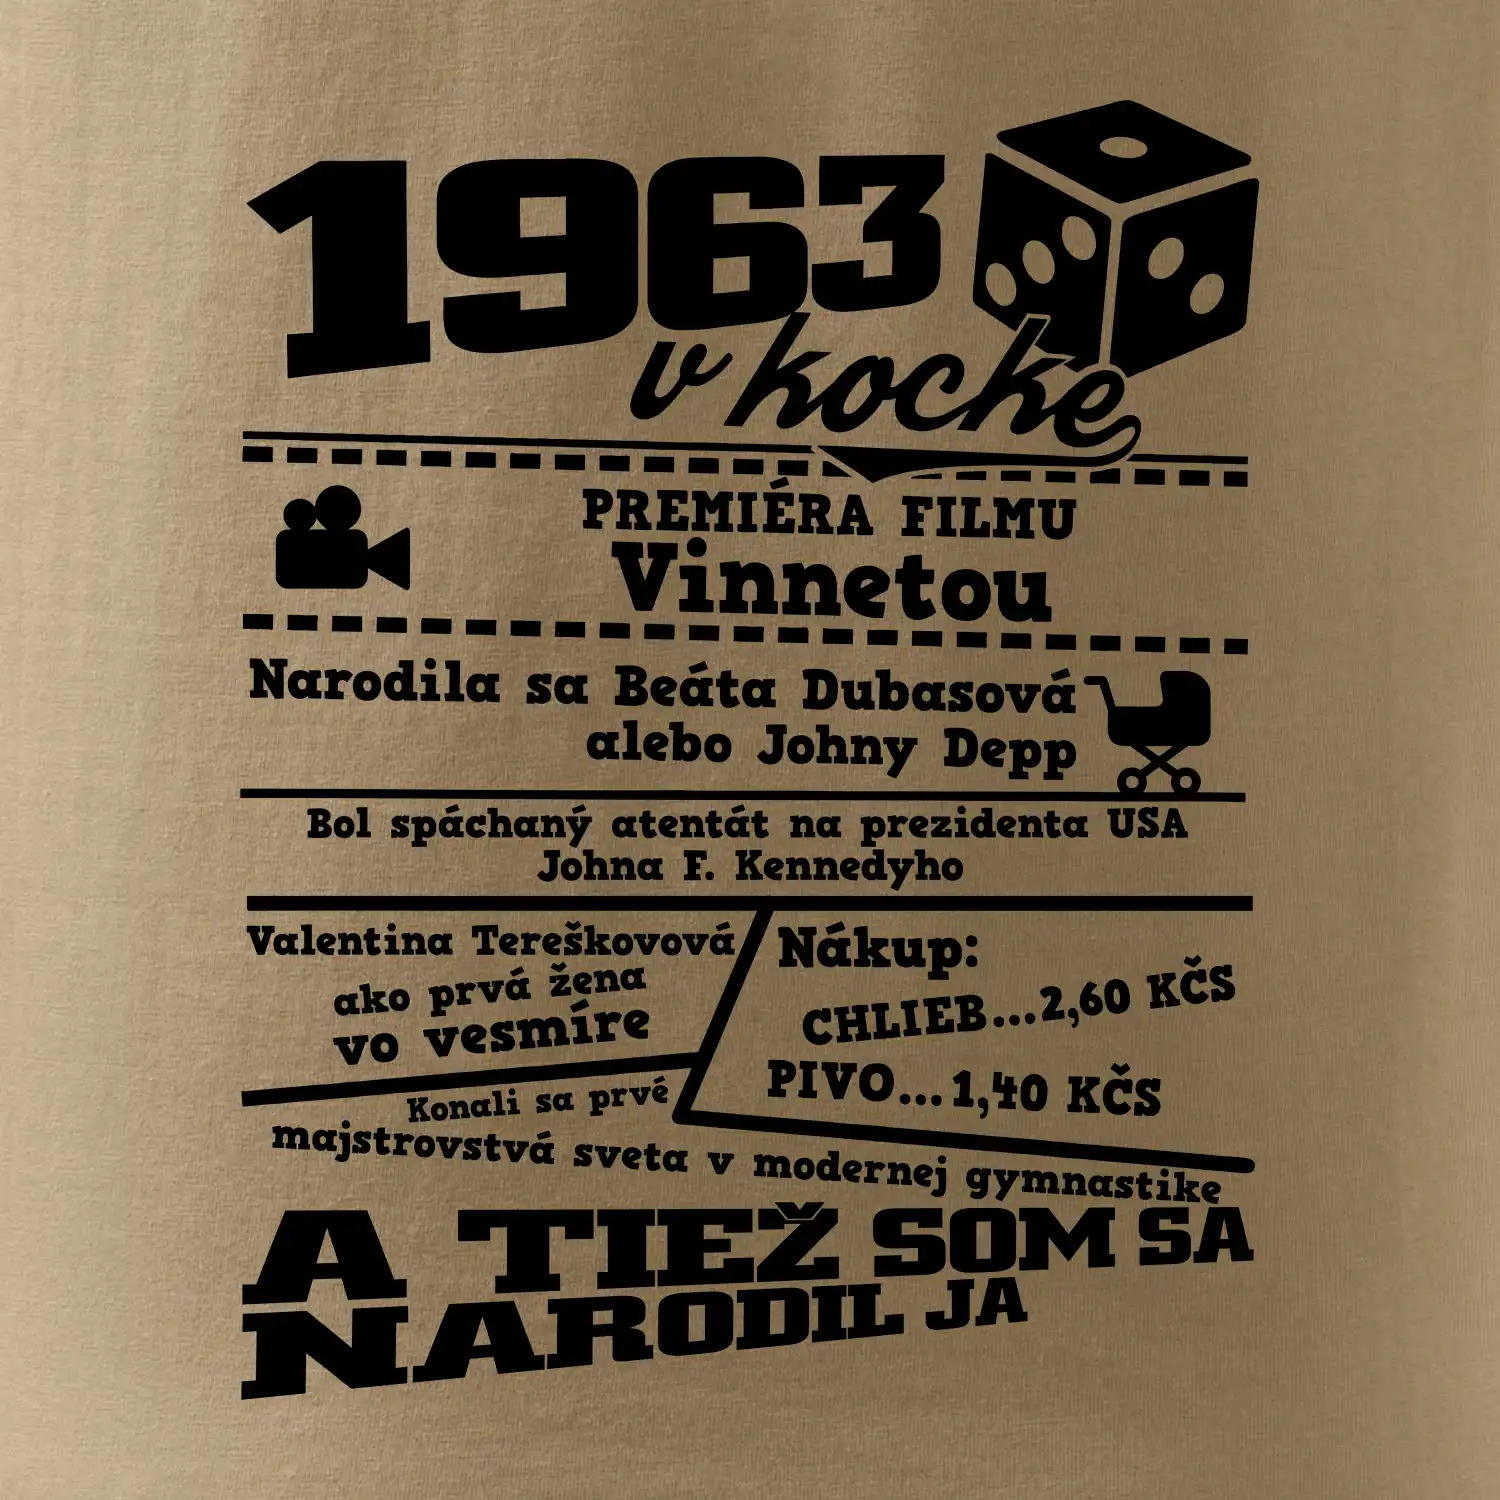 1963
v kocke
PREMIÉRA FILMU
Vinnetou
Narodila sa Beáta Dubasová
alebo Johny Depp
Bol spáchaný atentát na prezidenta USA
Johna F. Kennedyho
Valentina Tereškovová
ako prvá žena
vo vesmíre
Nákup:
CHLIEB...2,60 KČS
PIVO...1,40 KČS
Konali sa prvé
majstrovstvá sveta v modernej gymnastike
A TIEŽ SOM SA
NARODIL JA